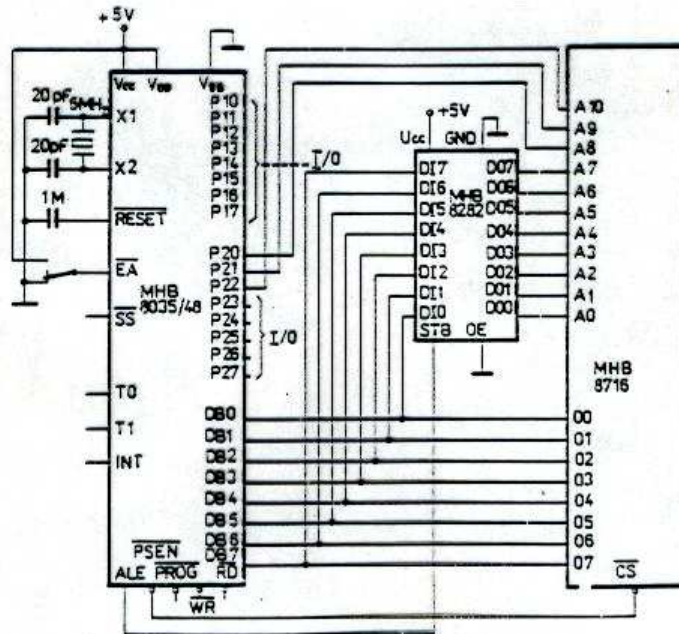 +5V
Vcc
VDD
VSS
20pF
5MH
X1
20pF
X2
1M
RESET
EA
SS
T0
T1
INT
MHB
8035/48
P10
P11
P12
P13
P14
P15
P16
P17
I/O
P20
P21
P22
P23
P24
P25
P26
P27
I/O
DB0
DB1
DB2
DB3
DB4
DB5
DB6
DB7
PSEN
ALE
PROG
RD
WR
+5V
Ucc
GND
DI7
DI6
DI5
DI4
DI3
DI2
DI1
DI0
MHB
8282
DO7
DO6
DO5
DO4
DO3
DO2
DO1
DO0
STB
OE
A10
A9
A8
A7
A6
A5
A4
A3
A2
A1
A0
MHB
8716
O0
O1
O2
O3
O4
O5
O6
O7
CS